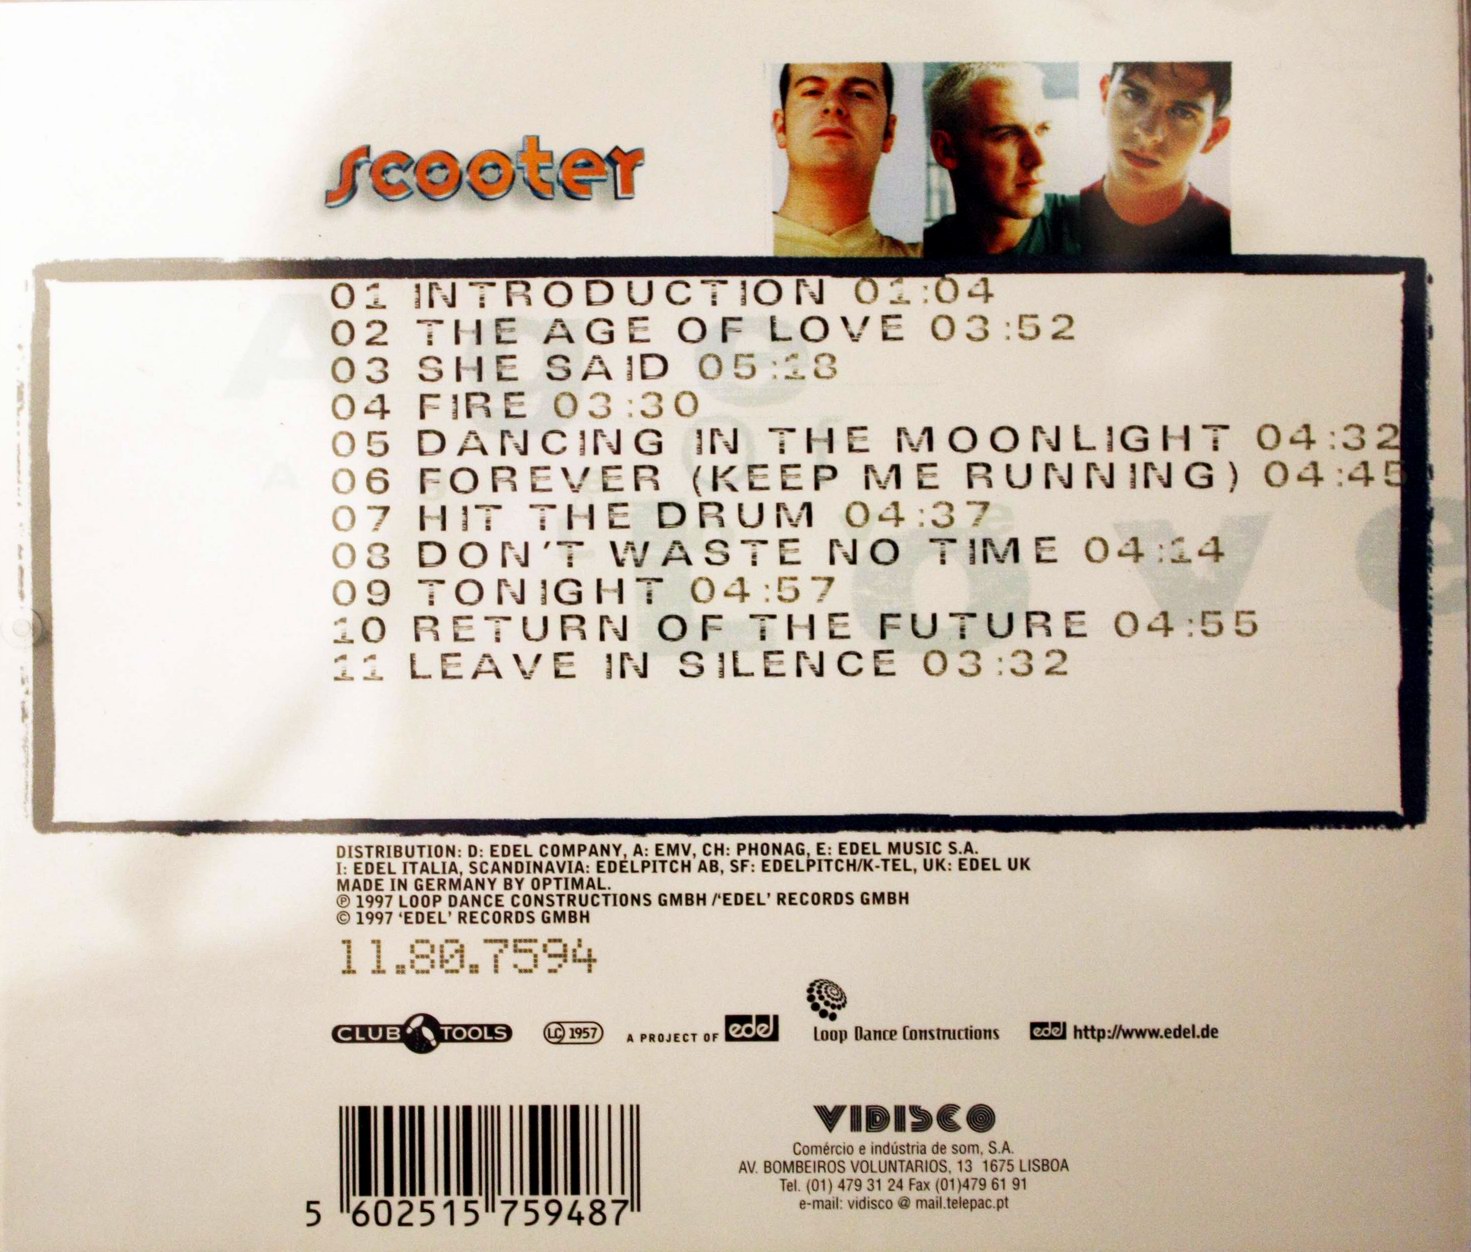 scooter
01 INTRODUCTION 01:04
02 THE AGE OF LOVE 03:52
03 SHE SAID 05:18
04 FIRE 03:30
05 DANCING IN THE MOONLIGHT 04:32
06 FOREVER (KEEP ME RUNNING) 04:45
07 HIT THE DRUM 04:37
08 DON'T WASTE NO TIME 04:14
09 TONIGHT 04:57
10 RETURN OF THE FUTURE 04:55
11 LEAVE IN SILENCE 03:32
Age
of
Love
DISTRIBUTION: D: EDEL COMPANY, A: EMV, CH: PHONAG, E: EDEL MUSIC S.A.
I: EDEL ITALIA, SCANDINAVIA: EDELPITCH AB, SF: EDELPITCH/K-TEL, UK: EDEL UK
MADE IN GERMANY BY OPTIMAL.
℗ 1997 LOOP DANCE CONSTRUCTIONS GMBH /'EDEL' RECORDS GMBH
© 1997 'EDEL' RECORDS GMBH
11.80.7594
CLUB TOOLS LC 1957 A PROJECT OF edel Loop Dance Constructions edel http://www.edel.de
VIDISCO
Comércio e indústria de som, S.A.
AV. BOMBEIROS VOLUNTARIOS, 13 1675 LISBOA
Tel. (01) 479 31 24 Fax (01)479 61 91
e-mail: vidisco @ mail.telepac.pt
5 602515 759487